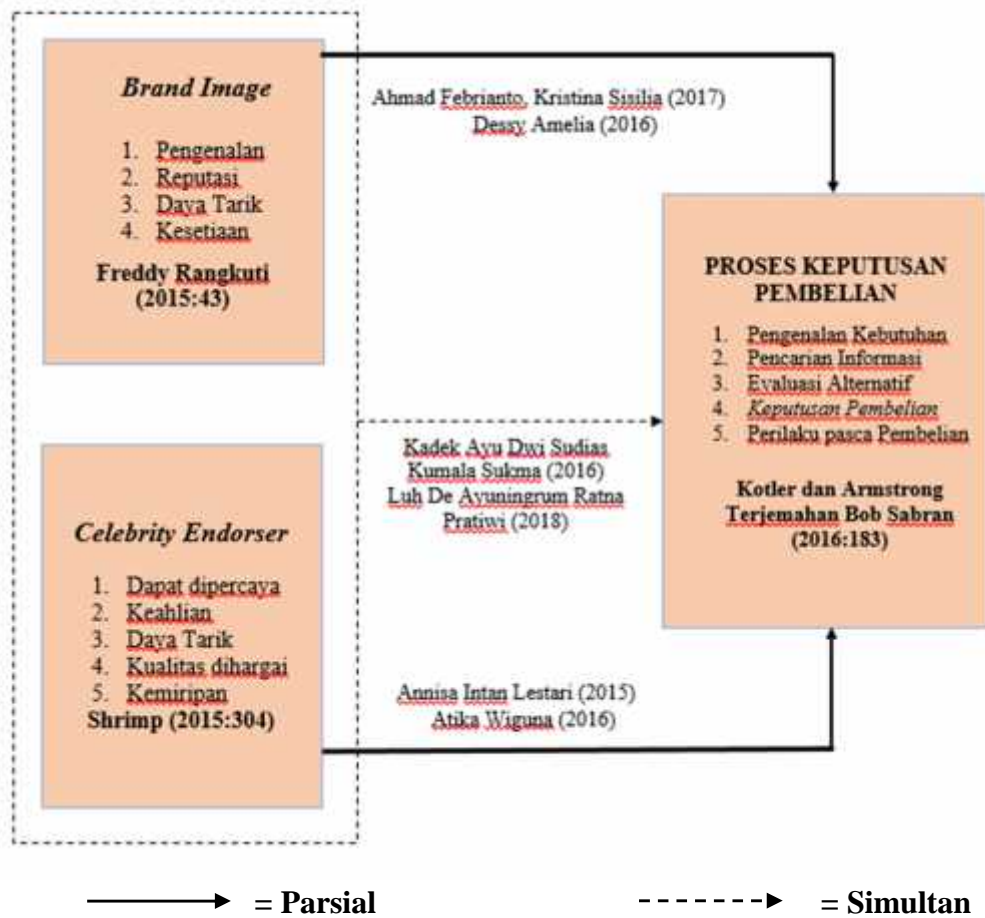 Brand Image
1. Pengenalan
2. Reputasi
3. Daya Tarik
4. Kesetiaan
Freddy Rangkuti
(2015:43)
Ahmad Febrianto, Kristina Sisilia (2017)
Dessy Amelia (2016)
PROSES KEPUTUSAN
PEMBELIAN
1. Pengenalan Kebutuhan
2. Pencarian Informasi
3. Evaluasi Alternatif
4. Keputusan Pembelian
5. Perilaku pasca Pembelian
Kotler dan Armstrong
Terjemahan Bob Sabran
(2016:183)
Kadek Ayu Dwi Sudias
Kumala Sukma (2016)
Luh De Ayuningrum Ratna
Pratiwi (2018)
Celebrity Endorser
1. Dapat dipercaya
2. Keahlian
3. Daya Tarik
4. Kualitas dihargai
5. Kemiripan
Shrimp (2015:304)
Annisa Intan Lestari (2015)
Atika Wiguna (2016)
= Parsial
= Simultan